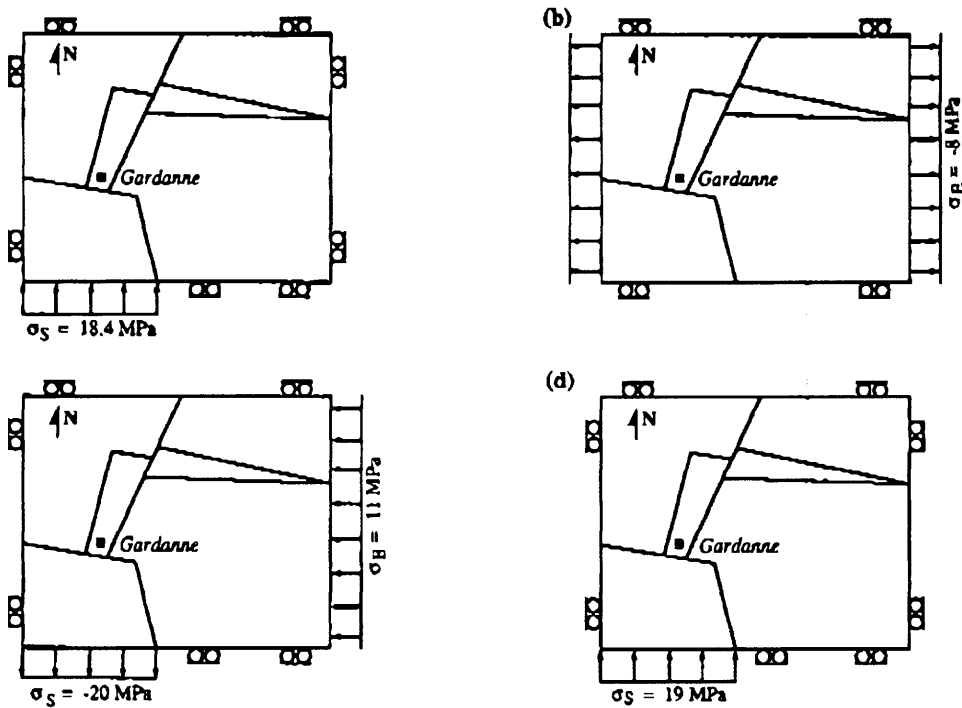 N
Gardanne
σS = 18.4 MPa
(b)
N
Gardanne
σE = -8 MPa
N
Gardanne
σE = 11 MPa
σS = -20 MPa
(d)
N
Gardanne
σS = 19 MPa